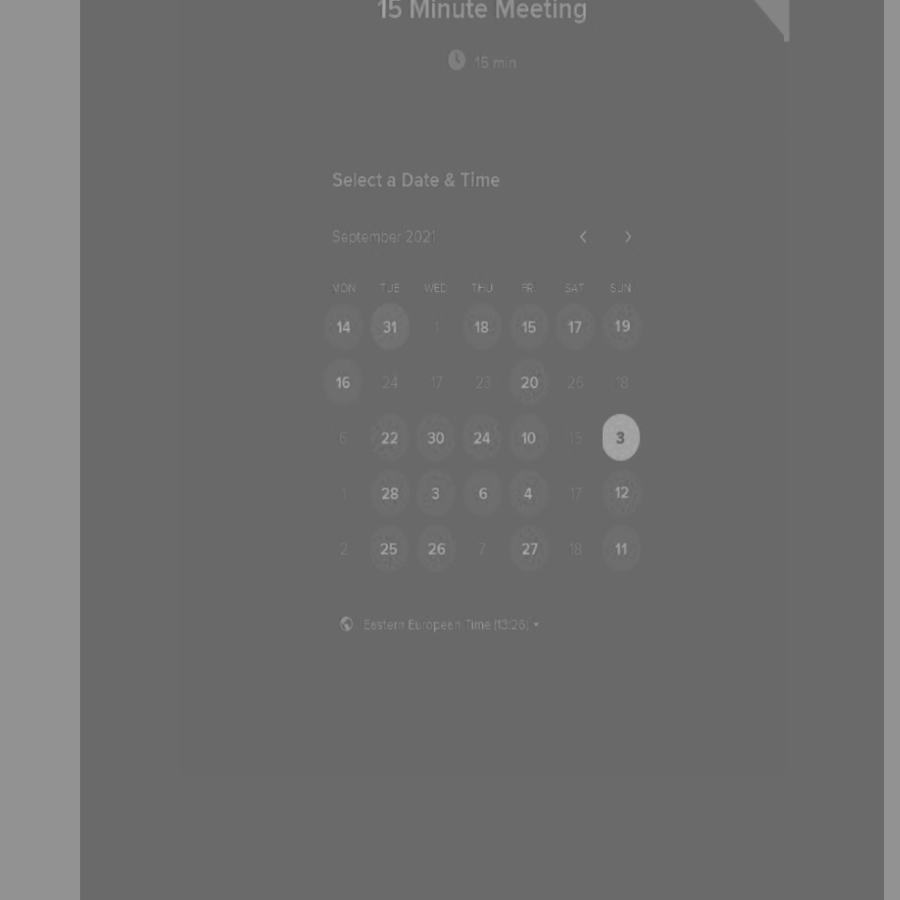 15 Minute Meeting
15 min
Select a Date & Time
September 2021
MON TUE WED THU FRI SAT SUN
14 31 1 18 15 17 19
16 24 17 23 20 26 18
6 22 30 24 10 15 3
1 28 3 6 4 17 12
2 25 26 7 27 18 11
Eastern European Time (13:26)